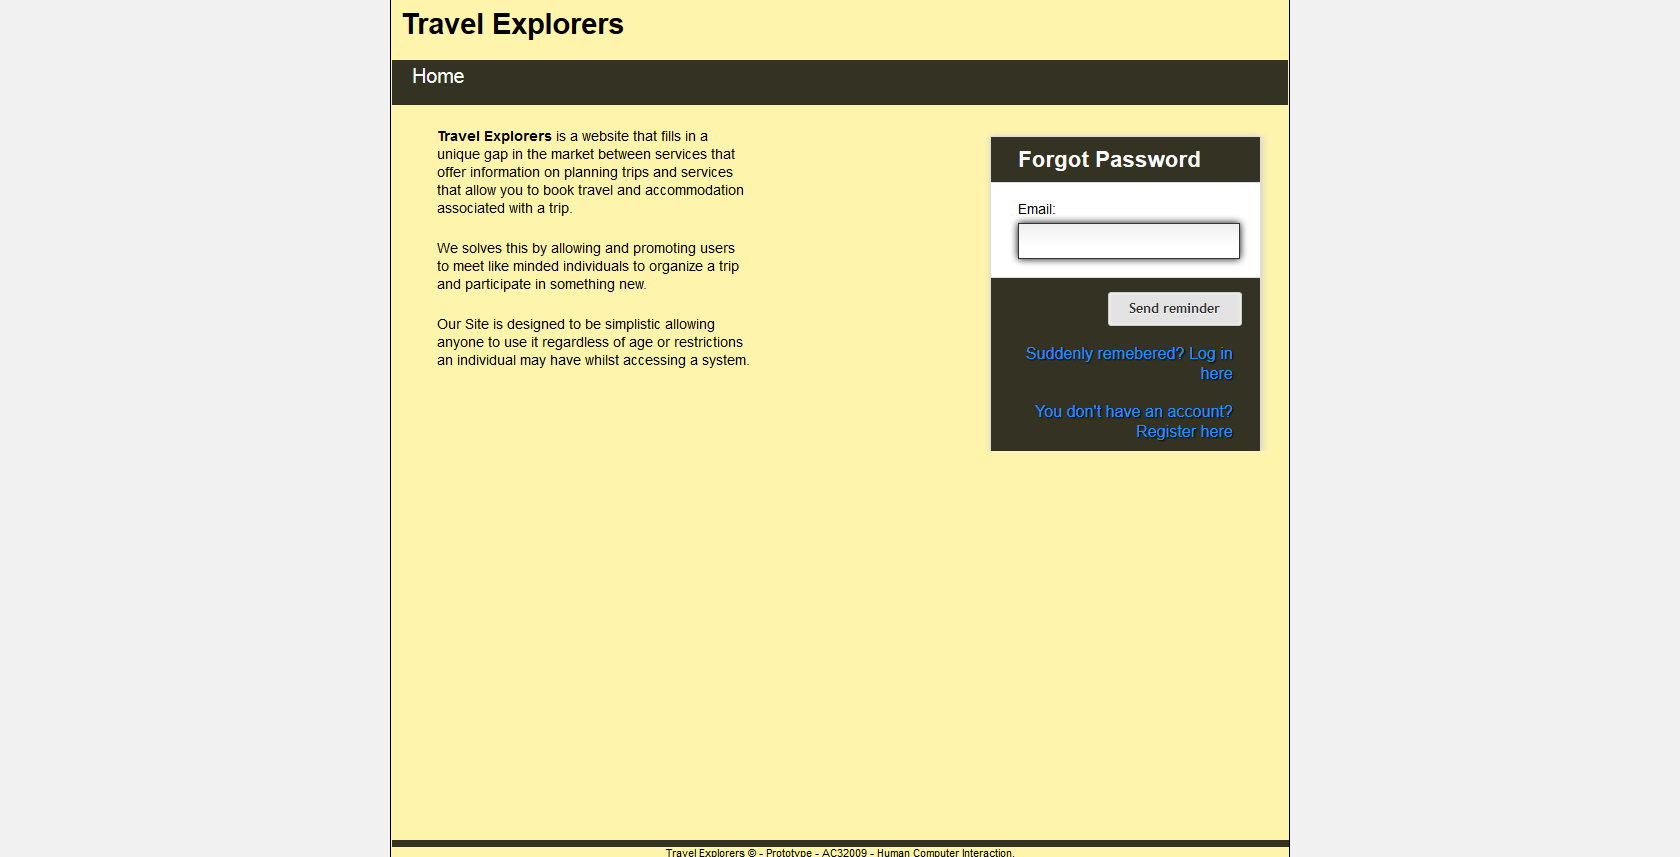 Travel Explorers
Home
Travel Explorers is a website that fills in a
unique gap in the market between services that
offer information on planning trips and services
that allow you to book travel and accommodation
associated with a trip.
We solves this by allowing and promoting users
to meet like minded individuals to organize a trip
and participate in something new.
Our Site is designed to be simplistic allowing
anyone to use it regardless of age or restrictions
an individual may have whilst accessing a system.
Forgot Password
Email:
Send reminder
Suddenly remebered? Log in
here
You don't have an account?
Register here
Travel Explorers © - Prototype - AC32009 - Human Computer Interaction.